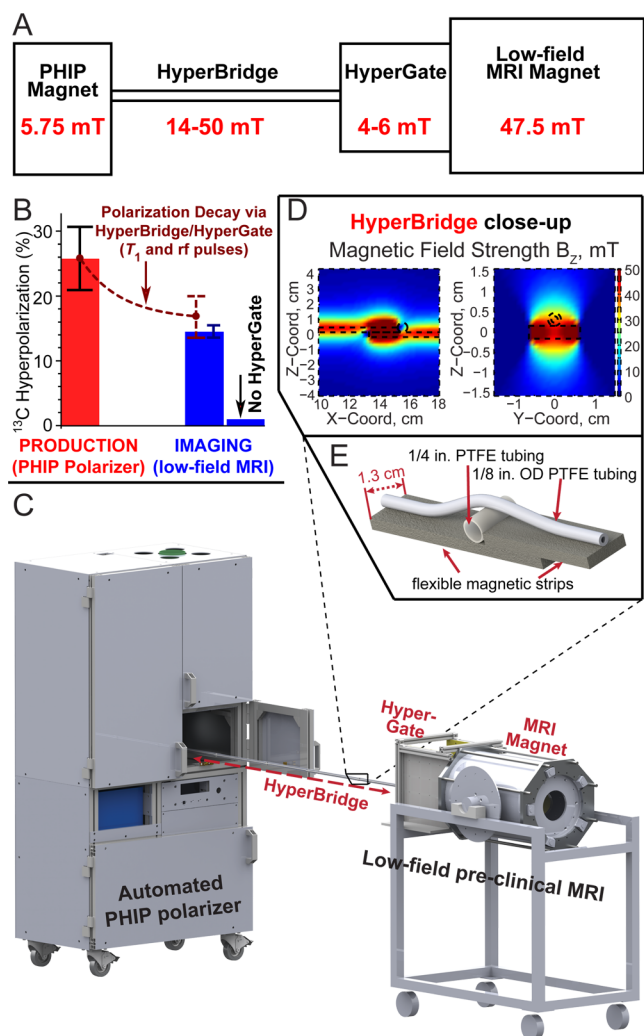 A
PHIP
Magnet
5.75 mT
HyperBridge
14-50 mT
HyperGate
4-6 mT
Low-field
MRI Magnet
47.5 mT
B
¹³C Hyperpolarization (%)
30
20
10
0
Polarization Decay via
HyperBridge/HyperGate
(T₁ and rf pulses)
No HyperGate
PRODUCTION
(PHIP Polarizer)
IMAGING
(low-field MRI)
D
HyperBridge close-up
Magnetic Field Strength B_Z, mT
Z-Coord, cm
4
3
2
1
0
−1
−2
−3
−4
10 12 14 16 18
X-Coord, cm
Z-Coord, cm
1.5
1
0.5
0
−0.5
−1
−1.5
−1 0 1
Y-Coord, cm
50
40
30
20
10
0
E
1/4 in. PTFE tubing
1/8 in. OD PTFE tubing
1.3 cm
flexible magnetic strips
C
Hyper-
Gate
MRI
Magnet
HyperBridge
Automated
PHIP polarizer
Low-field pre-clinical MRI